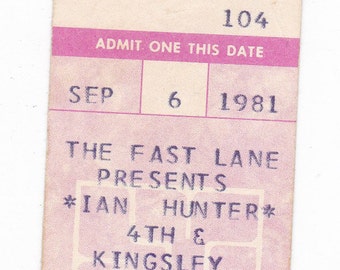 104
ADMIT ONE THIS DATE
SEP 6 1981
THE FAST LANE
PRESENTS
*IAN HUNTER*
4TH &
KINGSLEY